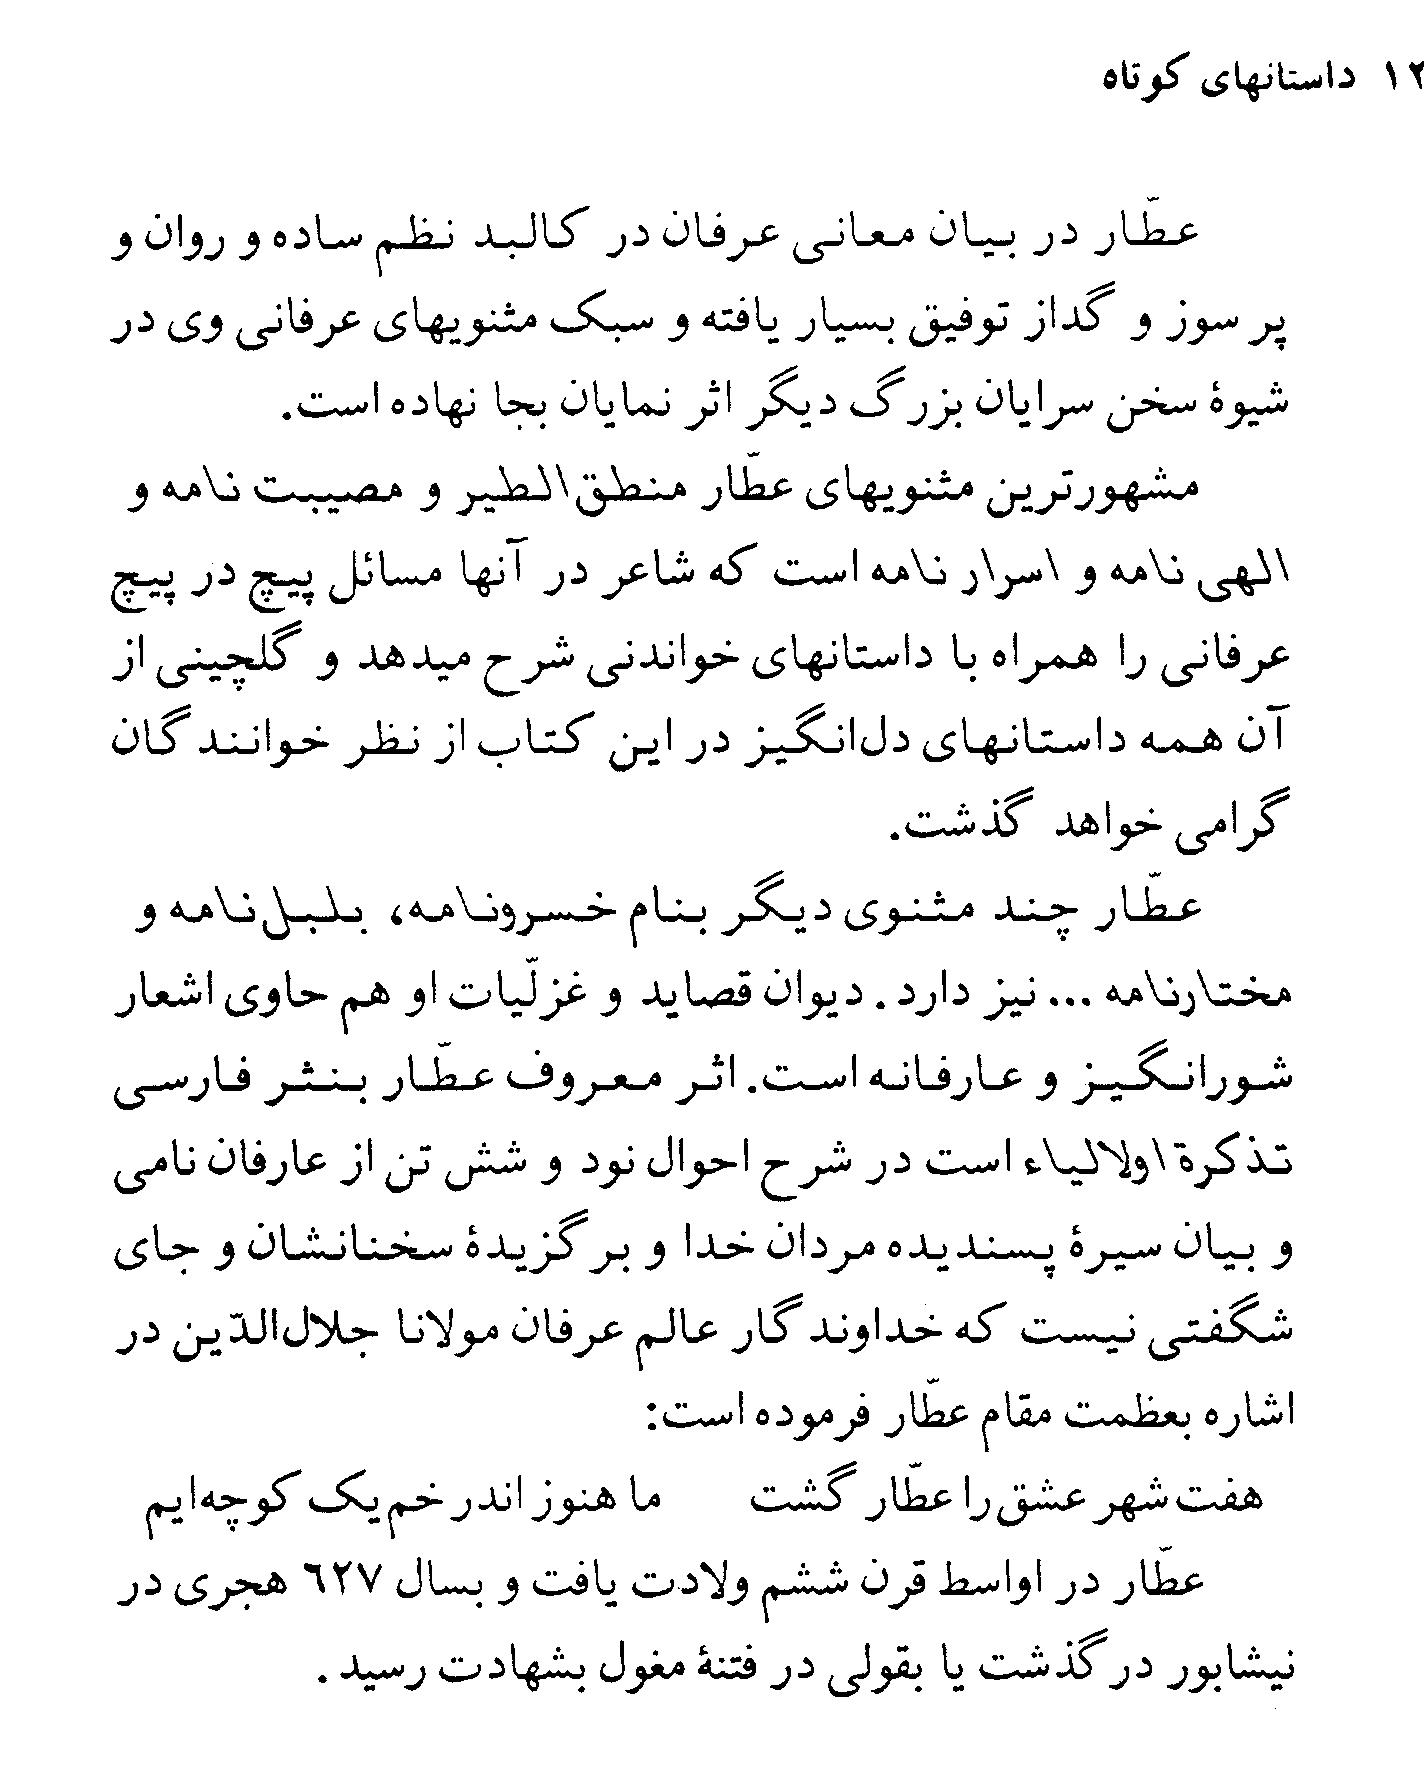 ۱۲ داستانهای کوتاه
عطّار در بیان معانی عرفان در کالبد نظم ساده و روان و
پر سوز و گداز توفیق بسیار یافته و سبک مثنویهای عرفانی وی در
شیوهٔ سخن سرایان بزرگ دیگر اثر نمایان بجا نهاده است.
مشهورترین مثنویهای عطّار منطق‌الطیر و مصیبت نامه و
الهی نامه و اسرار نامه است که شاعر در آنها مسائل پیچ در پیچ
عرفانی را همراه با داستانهای خواندنی شرح میدهد و گلچینی از
آن همه داستانهای دل‌انگیز در این کتاب از نظر خوانندگان
گرامی خواهد گذشت.
عطّار چند مثنوی دیگر بنام خسرونامه، بلبل‌نامه و
مختارنامه ... نیز دارد. دیوان قصاید و غزلّیات او هم حاوی اشعار
شورانگیز و عارفانه است. اثر معروف عطّار بنثر فارسی
تذکرةاولالیاء است در شرح احوال نود و شش تن از عارفان نامی
و بیان سیرهٔ پسندیده مردان خدا و برگزیدهٔ سخنانشان و جای
شگفتی نیست که خداوندگار عالم عرفان مولانا جلال‌الدّین در
اشاره بعظمت مقام عطّار فرموده است:
هفت شهر عشق را عطّار گشت ما هنوز اندر خم یک کوچه‌ایم
عطّار در اواسط قرن ششم ولادت یافت و بسال ٦٢٧ هجری در
نیشابور درگذشت یا بقولی در فتنهٔ مغول بشهادت رسید.